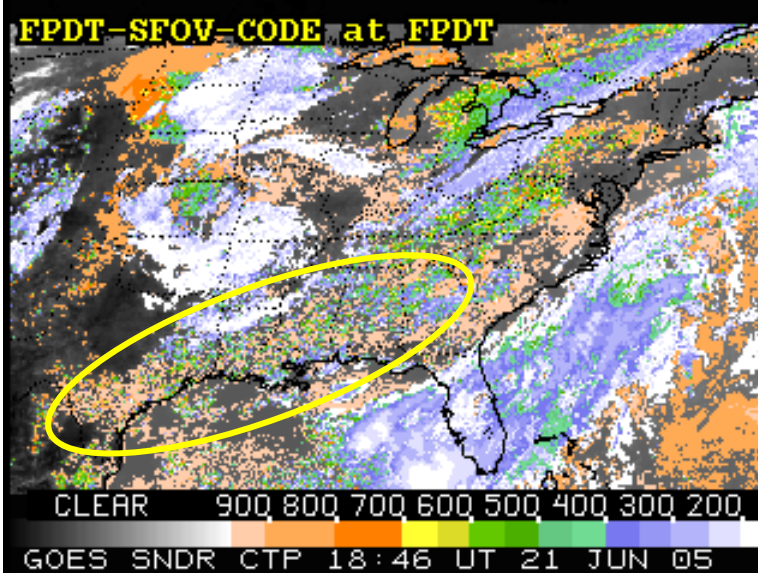 FPDT-SFOV-CODE at FPDT
CLEAR 900 800 700 600 500 400 300 200
GOES SNDR CTP 18:46 UT 21 JUN 05